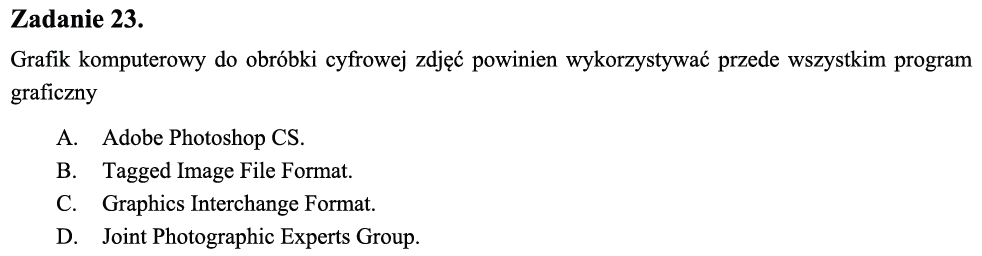 Zadanie 23.
Grafik komputerowy do obróbki cyfrowej zdjęć powinien wykorzystywać przede wszystkim program
graficzny
A. Adobe Photoshop CS.
B. Tagged Image File Format.
C. Graphics Interchange Format.
D. Joint Photographic Experts Group.